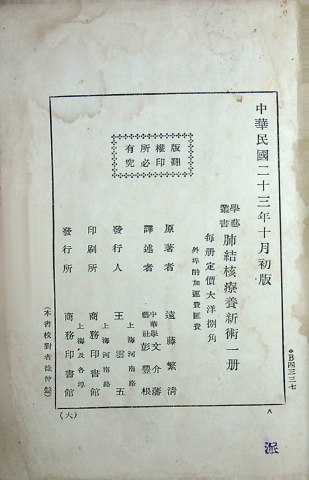 中華民國二十三年十月初版
學藝叢書 肺結核療養新術一册
每册定價大洋捌角
外埠酌加運費匯費
原著者 遠藤繁清
譯述者 中華學藝社 文介藩 彭豐根
發行人 王雲五
上海河南路
印刷所 商務印書館
上海河南路
發行所 商務印書館
上海及各埠
版權所有
翻印必究
(本書校對者徐仲
＊B四三三七
(六)